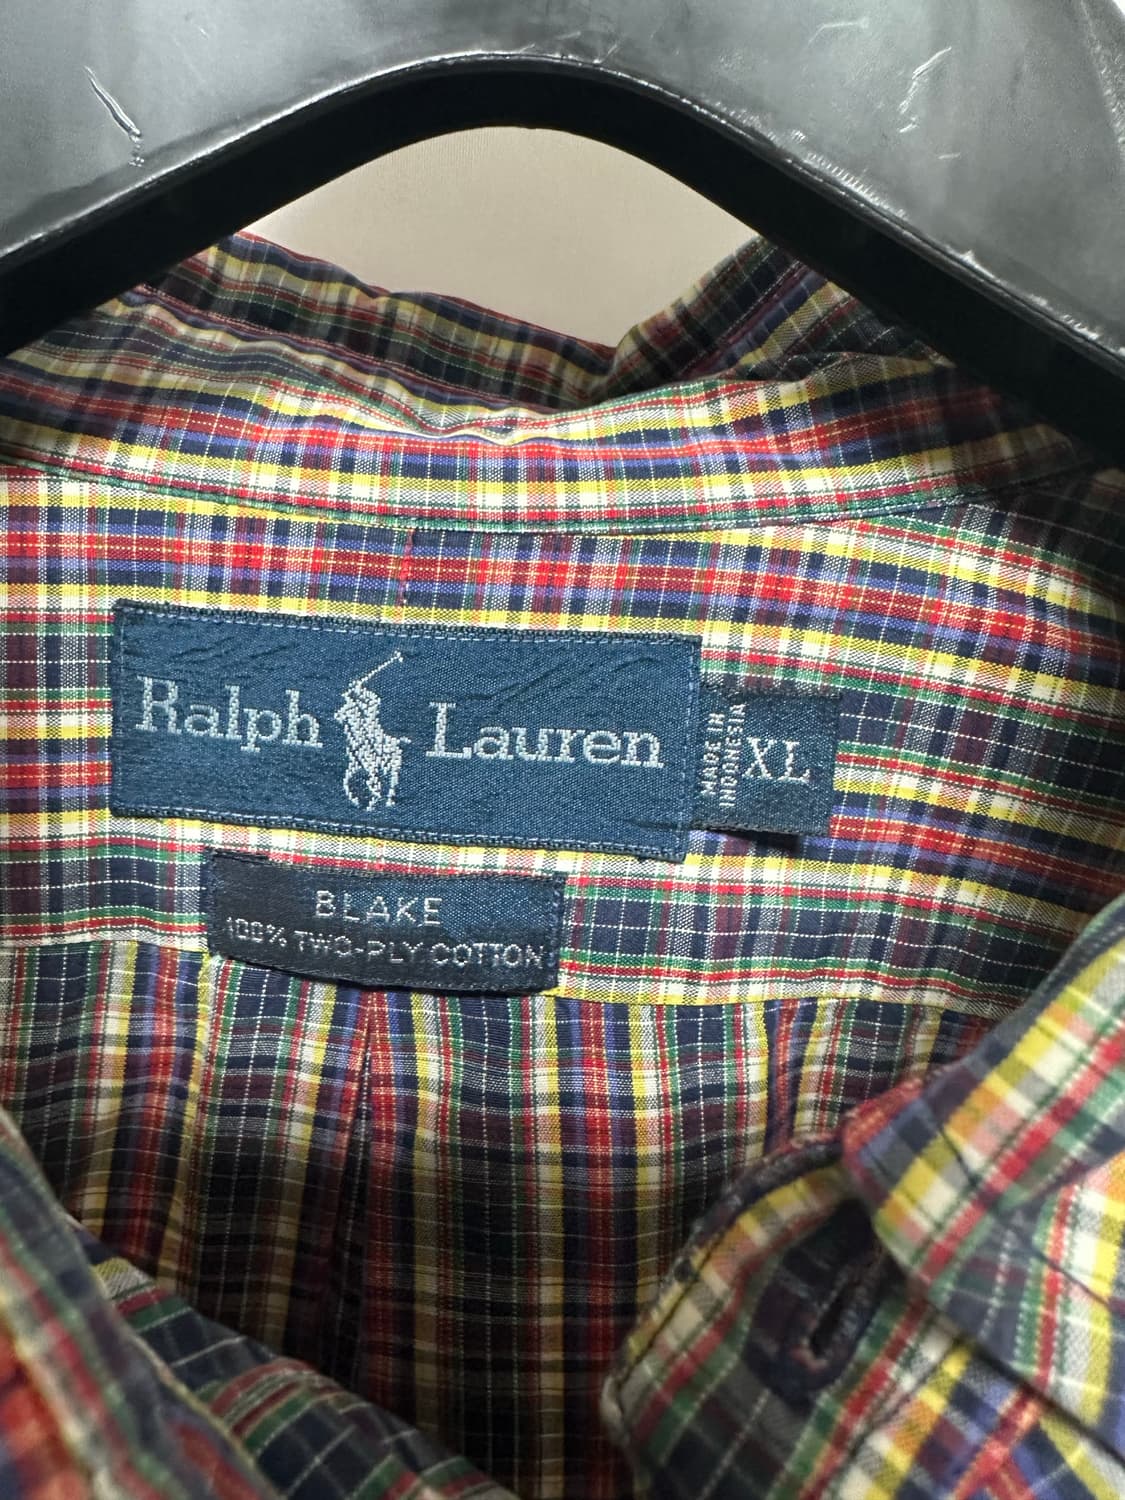 Ralph Lauren
MADE IN
INDONESIA
XL
BLAKE
100% TWO-PLY COTTON